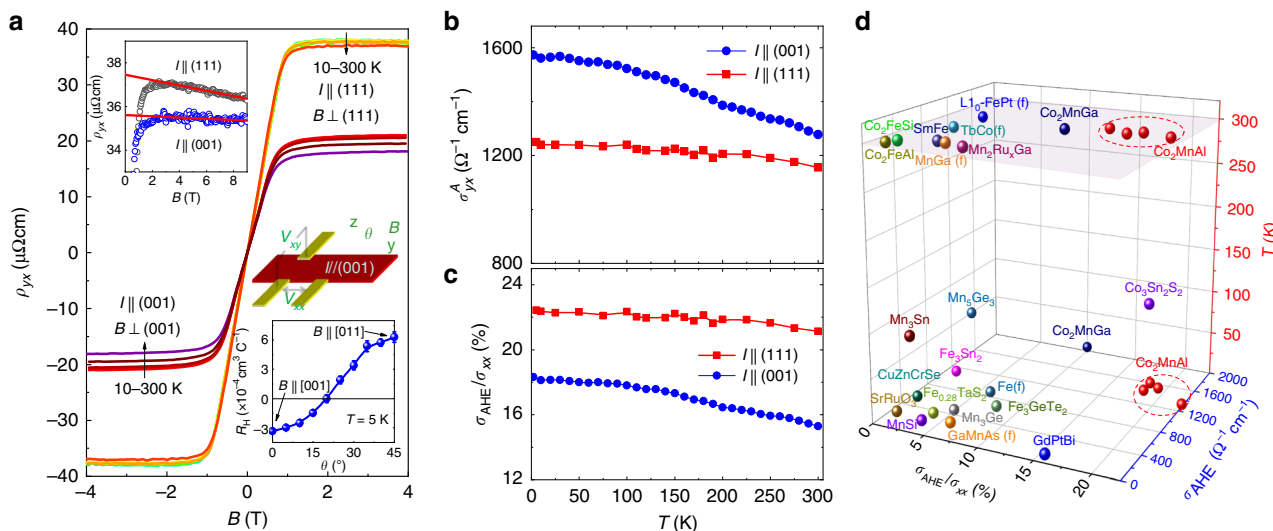 a
ρyx (μΩcm)
40
30
20
10
0
−10
−20
−30
−40
−4
−2
0
2
4
B (T)
ρyx (μΩcm)
37
36
34
0
2
4
6
8
B (T)
I ∥ (111)
I ∥ (001)
10–300 K
I ∥ (111)
B ⊥ (111)
I ∥ (001)
B ⊥ (001)
10–300 K
z
θ
B
y
Vxy
I//(001)
Vxx
RH (×10−4 cm3 C−1)
6
3
0
−3
0
15
30
45
θ (°)
B ∥ [011]
B ∥ [001]
T = 5 K
b
σAyx (Ω−1 cm−1)
1600
1200
800
I ∥ (001)
I ∥ (111)
c
σAHE/σxx (%)
24
22
20
18
16
12
I ∥ (111)
I ∥ (001)
0
50
100
150
200
250
300
T (K)
d
L10-FePt (f)
Co2MnGa
Co2FeSi
SmFe
TbCo(f)
Co2FeAl
MnGa (f)
Mn2RuxGa
Co2MnAl
Mn5Ge3
Co3Sn2S2
Mn3Sn
Co2MnGa
Fe3Sn2
Co2MnAl
CuZnCrSe
Fe0.28TaS2
Fe(f)
SrRuO3
Fe3GeTe2
MnSi
Mn3Ge
GaMnAs (f)
GdPtBi
300
250
200
150
100
50
T (K)
0
5
10
15
20
σAHE/σxx (%)
0
400
800
1200
1600
2000
σAHE (Ω−1 cm−1)